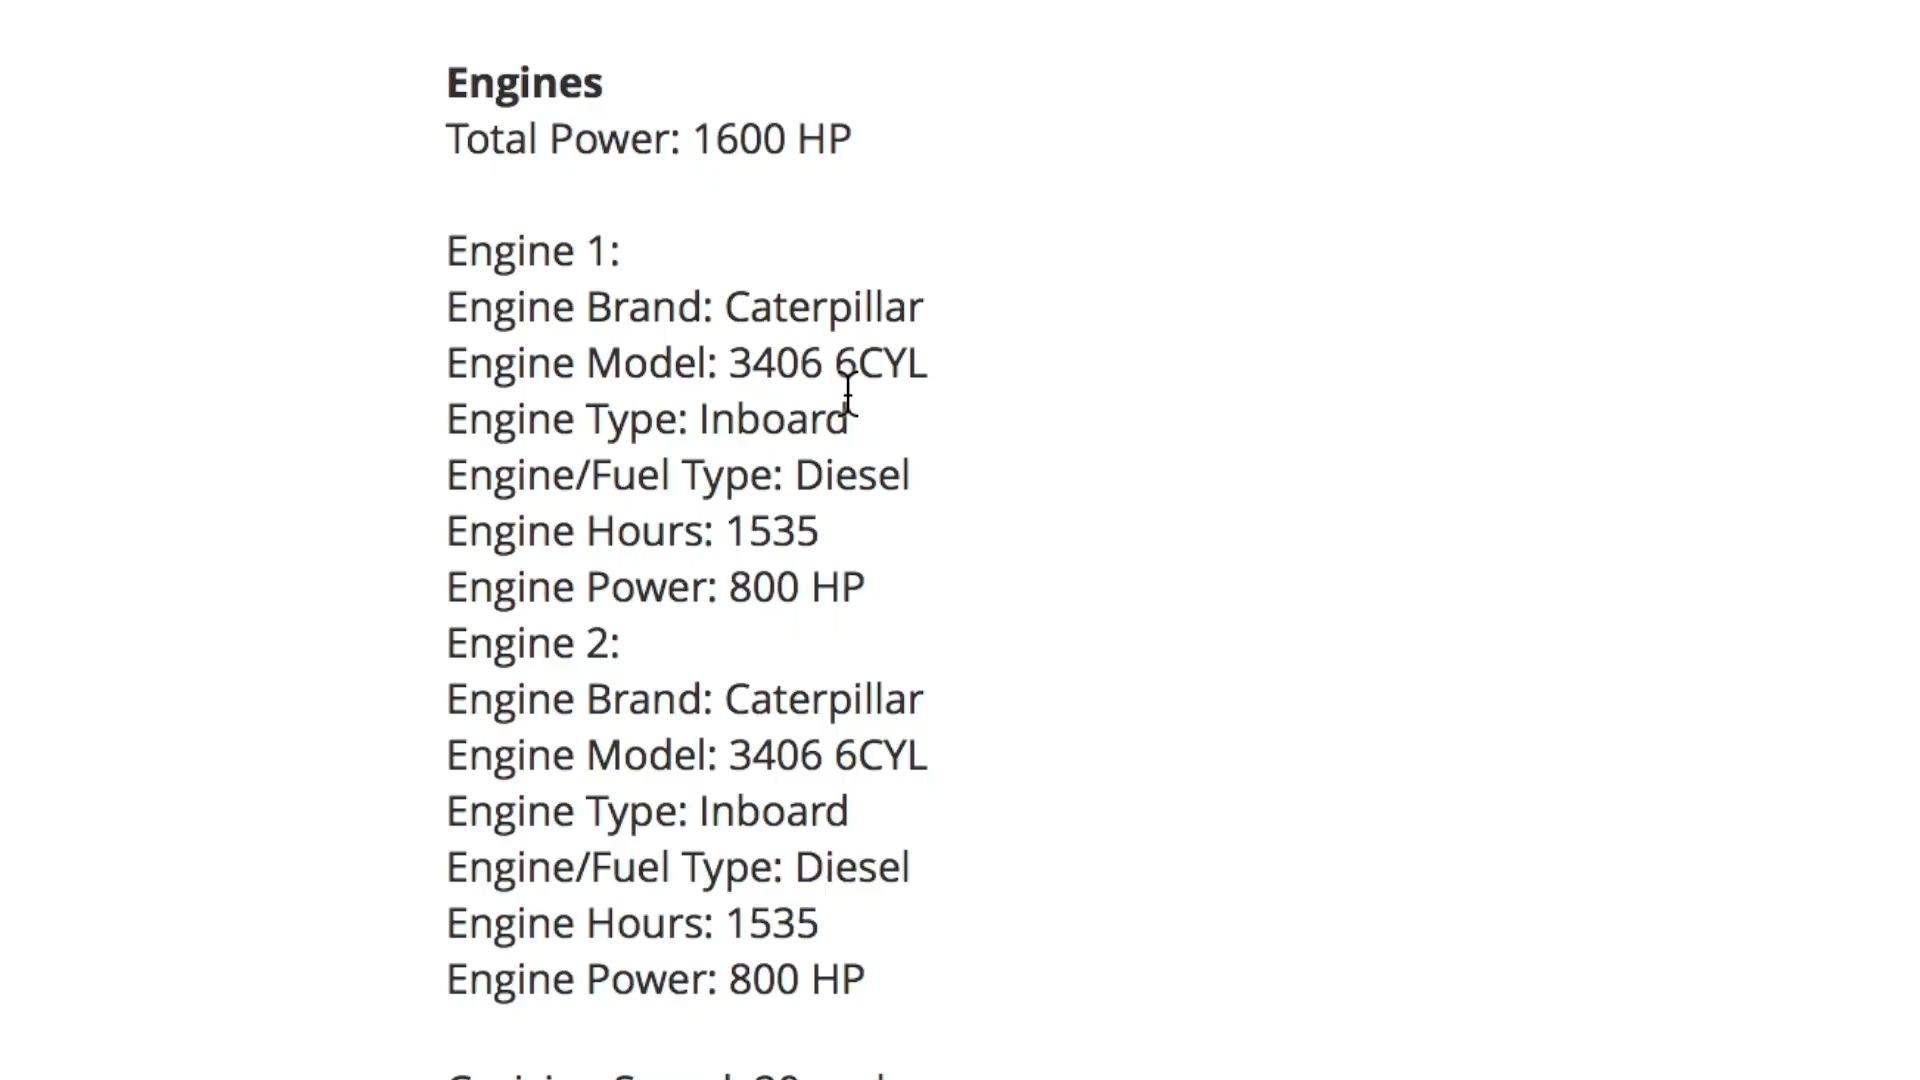 Engines
Total Power: 1600 HP
Engine 1:
Engine Brand: Caterpillar
Engine Model: 3406 6CYL
Engine Type: Inboard
Engine/Fuel Type: Diesel
Engine Hours: 1535
Engine Power: 800 HP
Engine 2:
Engine Brand: Caterpillar
Engine Model: 3406 6CYL
Engine Type: Inboard
Engine/Fuel Type: Diesel
Engine Hours: 1535
Engine Power: 800 HP